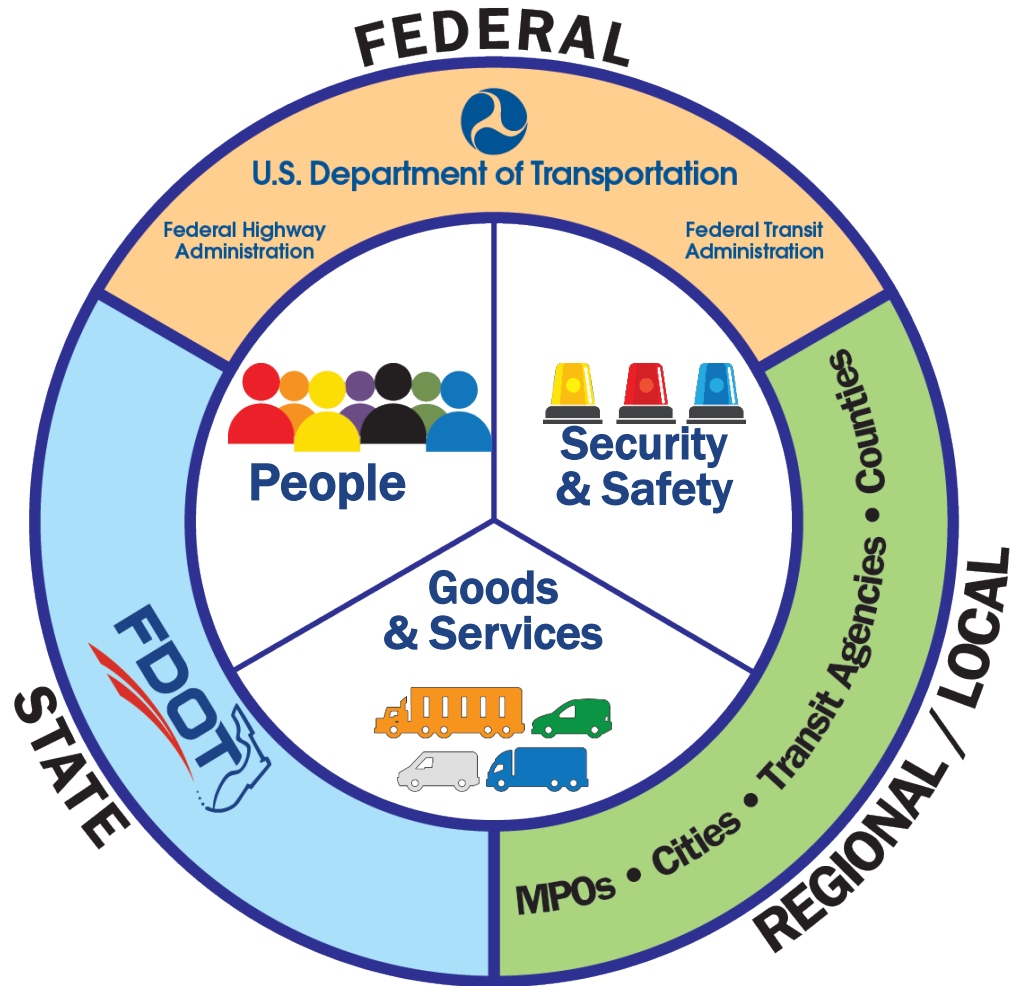 FEDERAL
U.S. Department of Transportation
Federal Highway
Administration
Federal Transit
Administration
People
Security
& Safety
Goods
& Services
FDOT
STATE
MPOs • Cities • Transit Agencies • Counties
REGIONAL / LOCAL